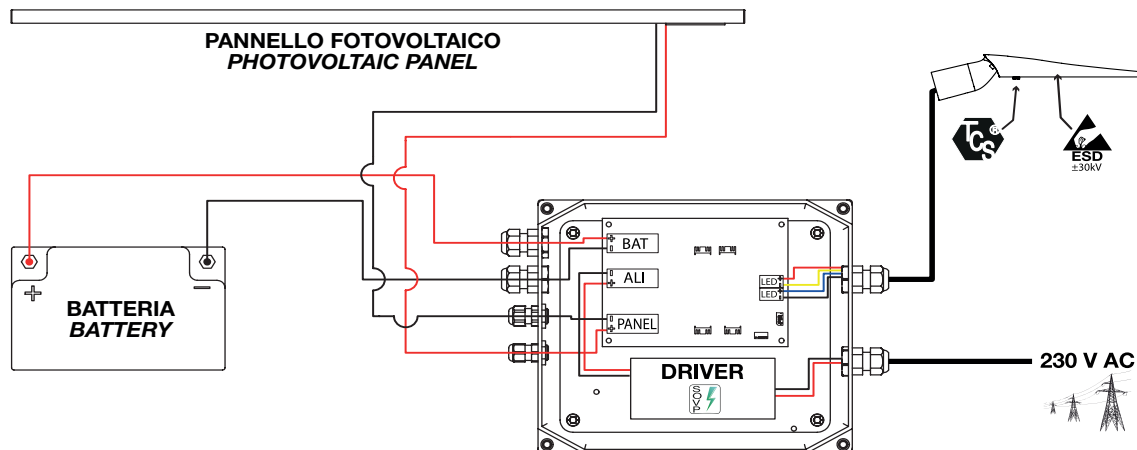 PANNELLO FOTOVOLTAICO
PHOTOVOLTAIC PANEL
TCS®
ESD
±30kV
BATTERIA
BATTERY
+
−
+ BAT
−
− ALI
+
− PANEL
+
LED + −
LED + −
DRIVER
SOVP
230 V AC